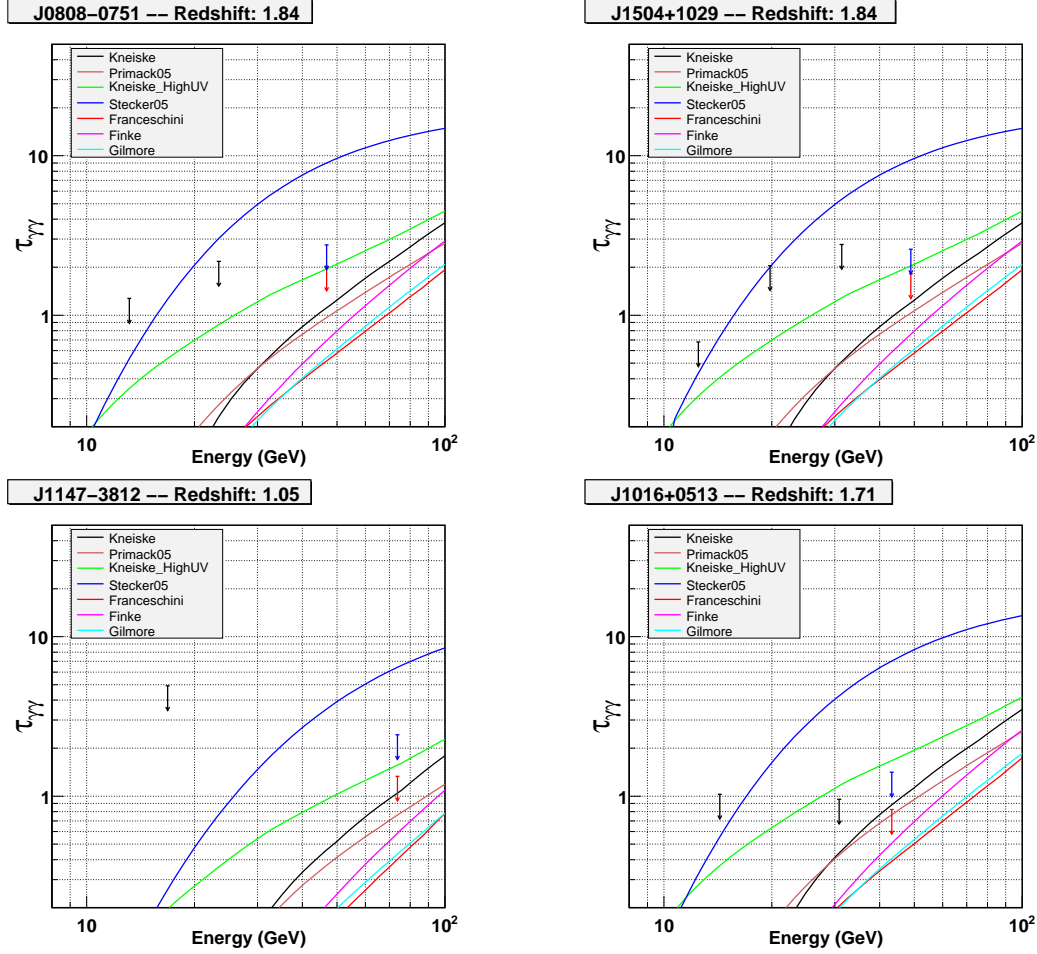 J0808−0751 −− Redshift: 1.84
Kneiske
Primack05
Kneiske_HighUV
Stecker05
Franceschini
Finke
Gilmore
10
1
τγγ
10
10²
Energy (GeV)
J1504+1029 −− Redshift: 1.84
Kneiske
Primack05
Kneiske_HighUV
Stecker05
Franceschini
Finke
Gilmore
10
1
τγγ
10
10²
Energy (GeV)
J1147−3812 −− Redshift: 1.05
Kneiske
Primack05
Kneiske_HighUV
Stecker05
Franceschini
Finke
Gilmore
10
1
τγγ
10
10²
Energy (GeV)
J1016+0513 −− Redshift: 1.71
Kneiske
Primack05
Kneiske_HighUV
Stecker05
Franceschini
Finke
Gilmore
10
1
τγγ
10
10²
Energy (GeV)